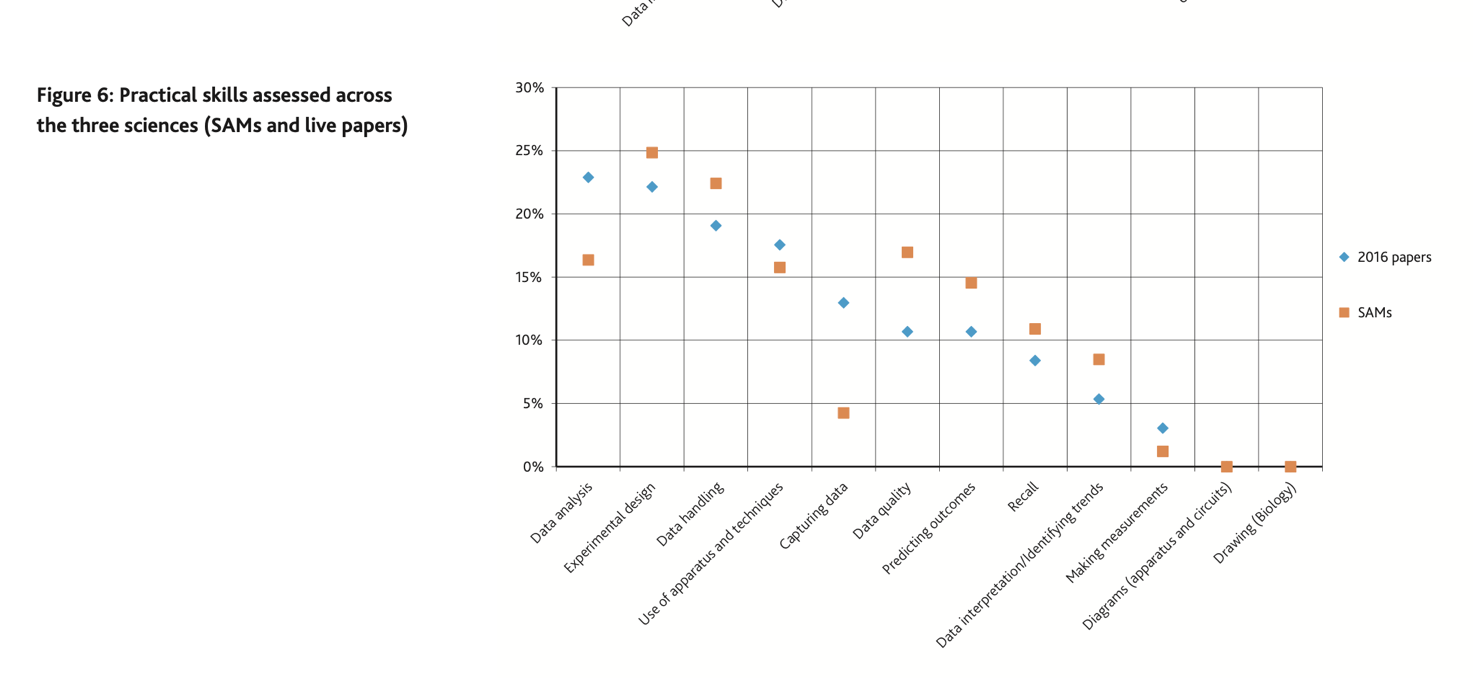 Figure 6: Practical skills assessed across
the three sciences (SAMs and live papers)
30%
25%
20%
15%
10%
5%
0%
Data analysis
Experimental design
Data handling
Use of apparatus and techniques
Capturing data
Data quality
Predicting outcomes
Recall
Data interpretation/Identifying trends
Making measurements
Diagrams (apparatus and circuits)
Drawing (Biology)
2016 papers
SAMs